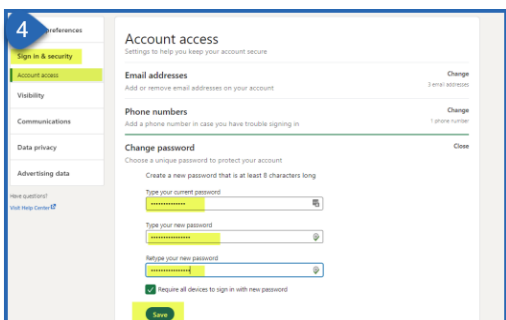 4
preferences
Sign in & security
Account access
Visibility
Communications
Data privacy
Advertising data
Have questions?
Visit Help Center
Account access
Settings to help you keep your account secure
Email addresses
Change
Add or remove email addresses on your account
3 email addresses
Phone numbers
Change
Add a phone number in case you have trouble signing in
1 phone number
Change password
Close
Choose a unique password to protect your account
Create a new password that is at least 8 characters long
Type your current password
Type your new password
Retype your new password
Require all devices to sign in with new password
Save